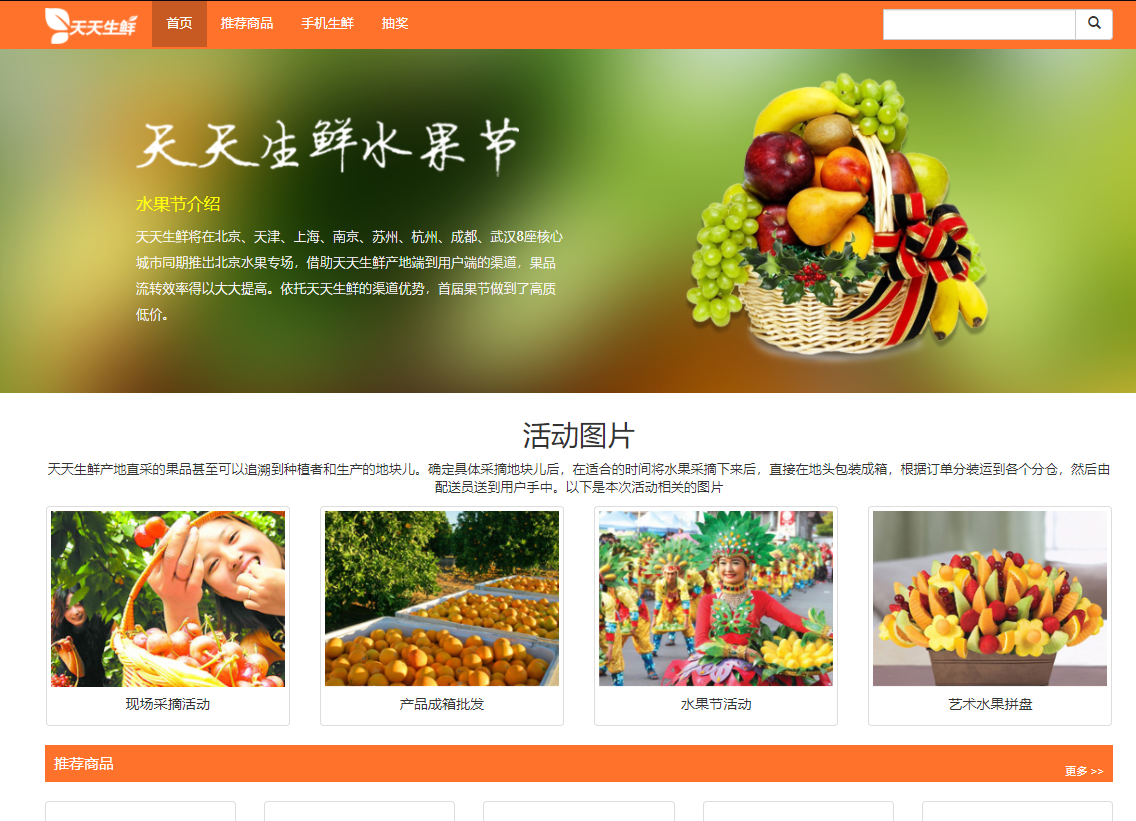 天天生鲜
首页
推荐商品
手机生鲜
抽奖
天天生鲜水果节
水果节介绍
天天生鲜将在北京、天津、上海、南京、苏州、杭州、成都、武汉8座核心
城市同期推出北京水果专场，借助天天生鲜产地端到用户端的渠道，果品
流转效率得以大大提高。依托天天生鲜的渠道优势，首届果节做到了高质
低价。
活动图片
天天生鲜产地直采的果品甚至可以追溯到种植者和生产的地块儿。确定具体采摘地块儿后，在适合的时间将水果采摘下来后，直接在地头包装成箱，根据订单分装运到各个分仓，然后由
配送员送到用户手中。以下是本次活动相关的图片
现场采摘活动
产品成箱批发
水果节活动
艺术水果拼盘
推荐商品
更多 >>